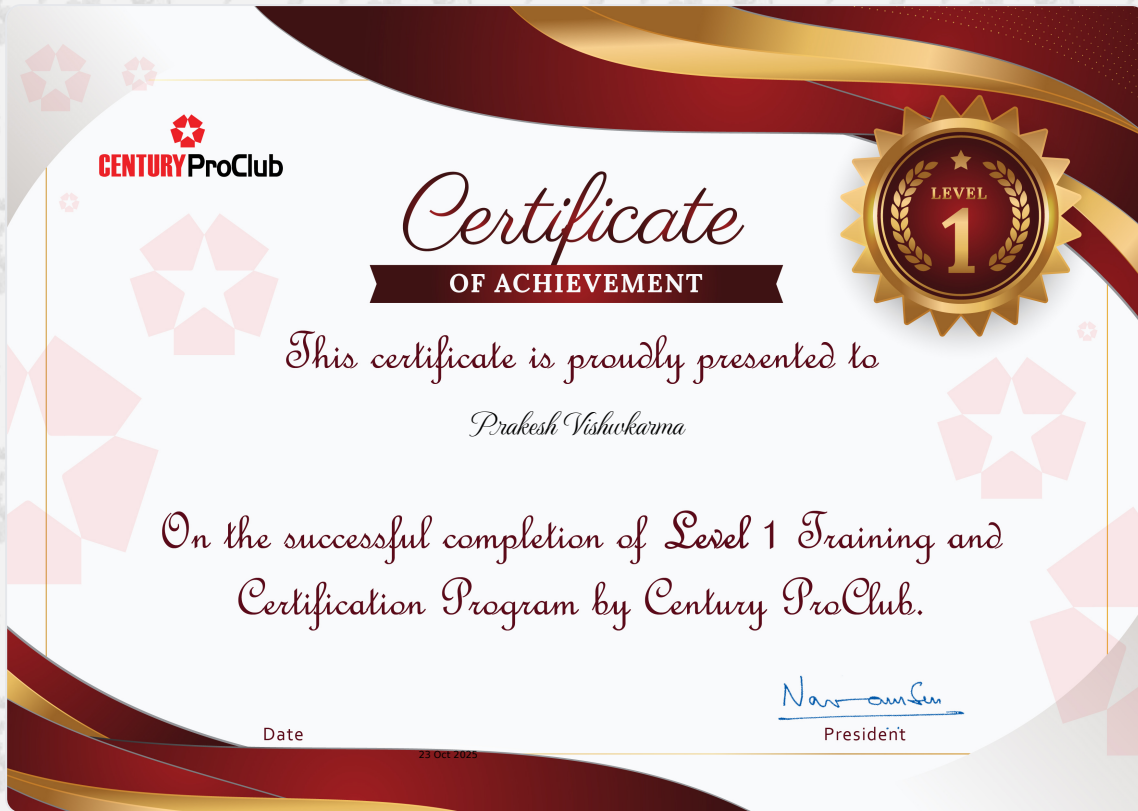 CENTURY ProClub
LEVEL
1
Certificate
OF ACHIEVEMENT
This certificate is proudly presented to
Prakesh Vishwkarma
On the successful completion of Level 1 Training and
Certification Program by Century ProClub.
Date
President
23 Oct 2025